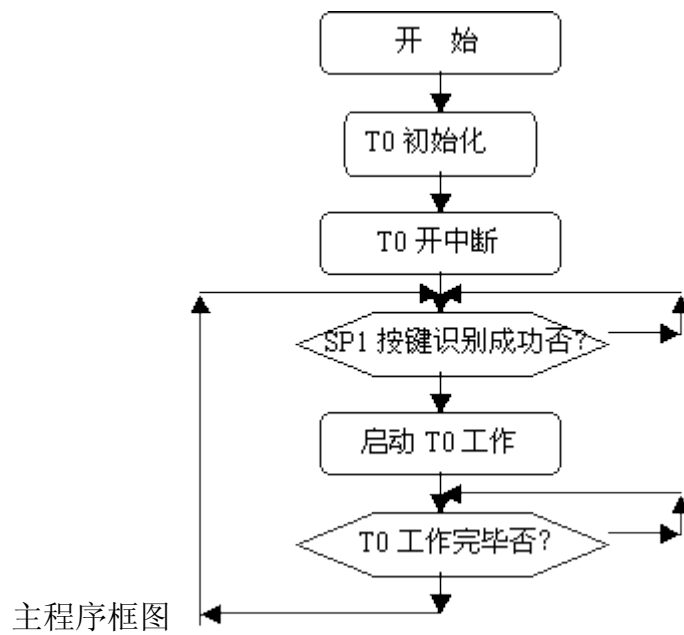 开 始
T0 初始化
T0 开中断
SP1 按键识别成功否?
启动 T0 工作
T0 工作完毕否?
主程序框图